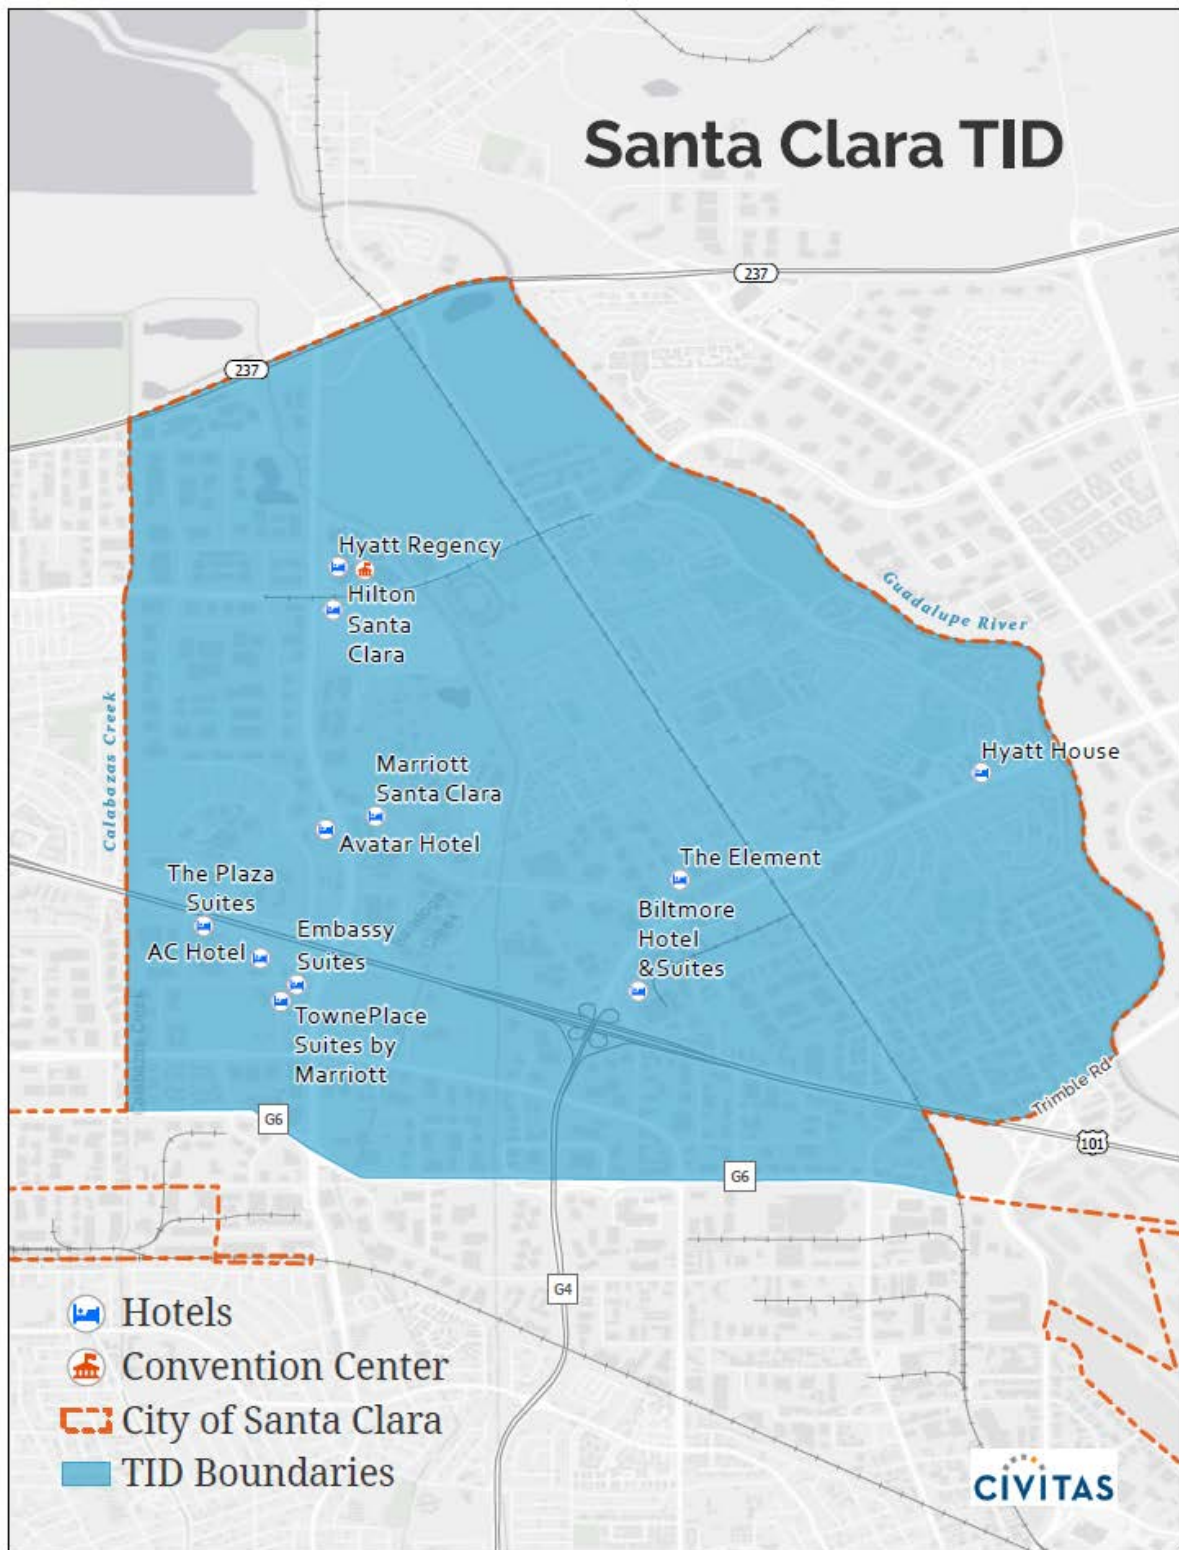 Santa Clara TID
237
237
Hyatt Regency
Hilton
Santa
Clara
Guadalupe River
Calabazas Creek
Hyatt House
Marriott
Santa Clara
Avatar Hotel
The Element
The Plaza
Suites
Biltmore
Hotel
&Suites
Embassy
Suites
AC Hotel
TownePlace
Suites by
Marriott
Trimble Rd
G6
101
G6
G4
Hotels
Convention Center
City of Santa Clara
TID Boundaries
CIVITAS